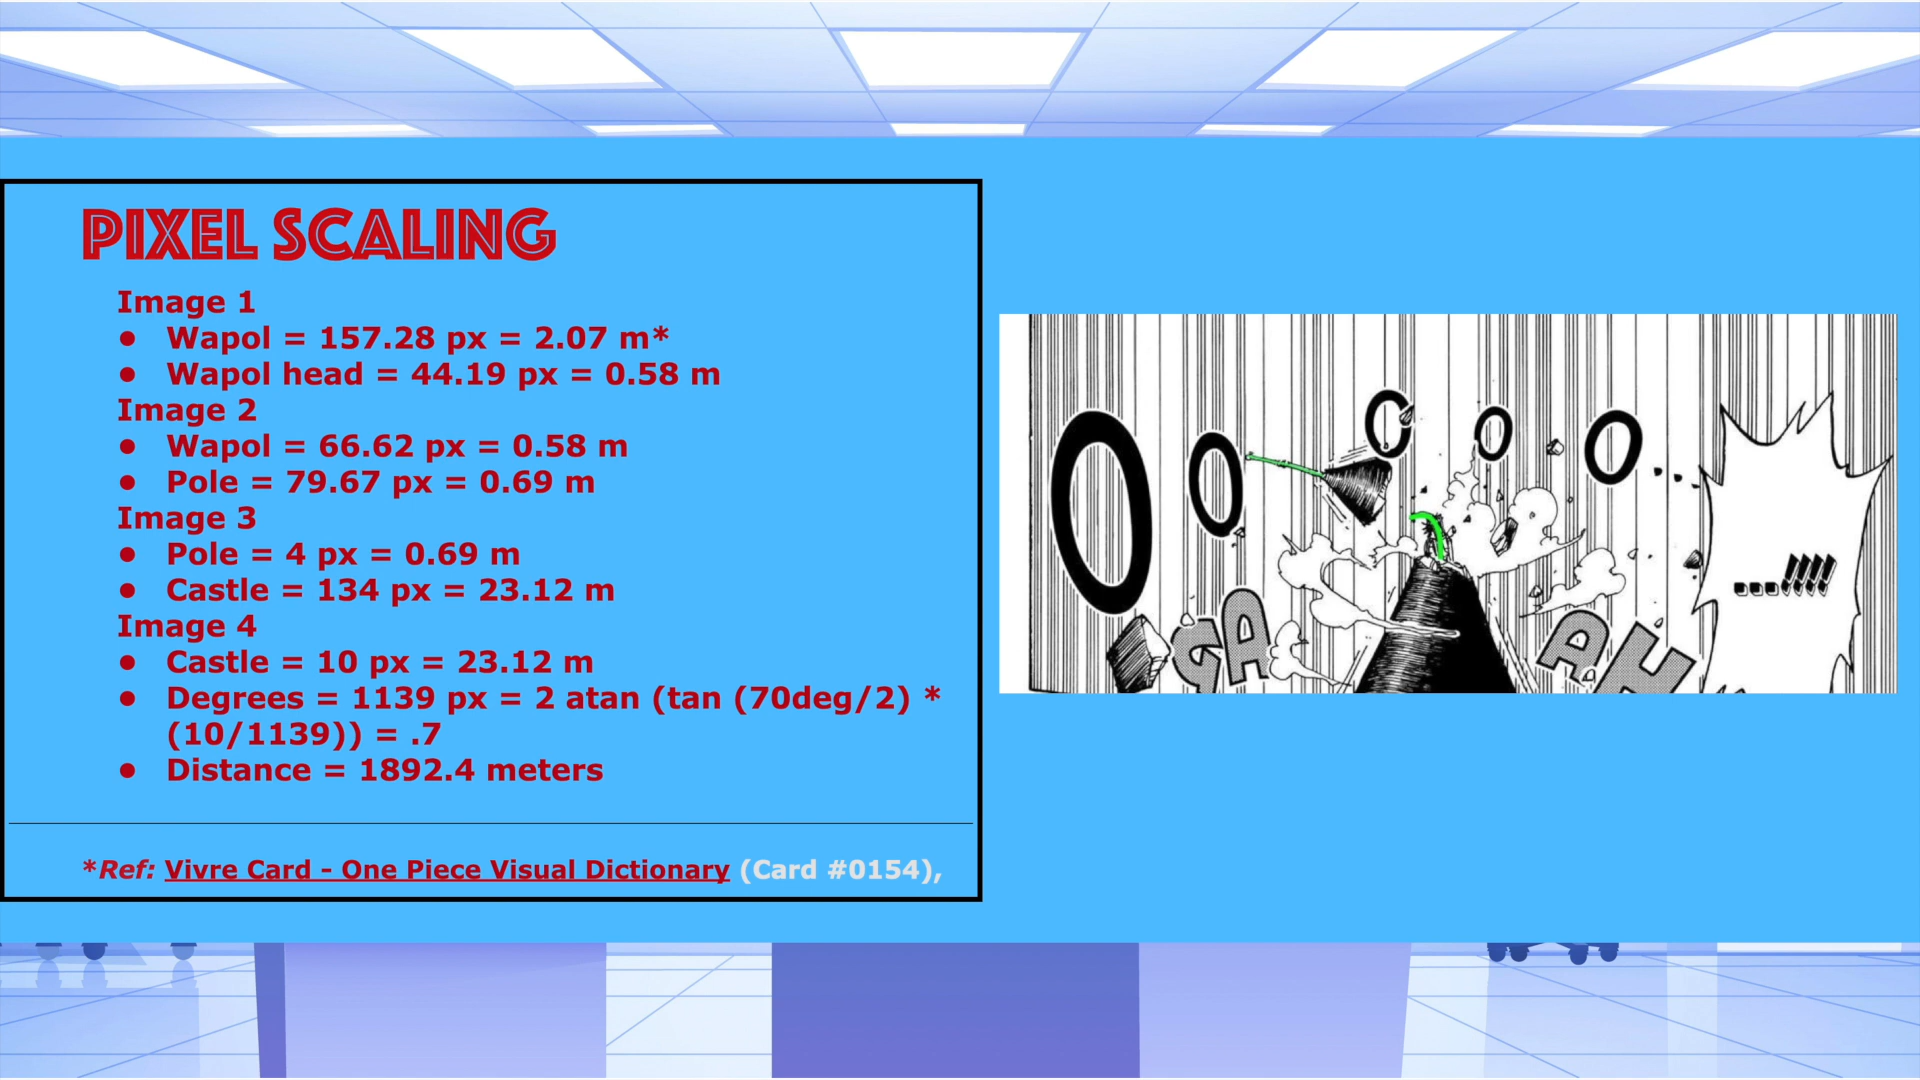 PIXEL SCALING
Image 1
● Wapol = 157.28 px = 2.07 m*
● Wapol head = 44.19 px = 0.58 m
Image 2
● Wapol = 66.62 px = 0.58 m
● Pole = 79.67 px = 0.69 m
Image 3
● Pole = 4 px = 0.69 m
● Castle = 134 px = 23.12 m
Image 4
● Castle = 10 px = 23.12 m
● Degrees = 1139 px = 2 atan (tan (70deg/2) *
(10/1139)) = .7
● Distance = 1892.4 meters
*Ref: Vivre Card - One Piece Visual Dictionary (Card #0154),
O O O O O...
...!!!!
GA
AH